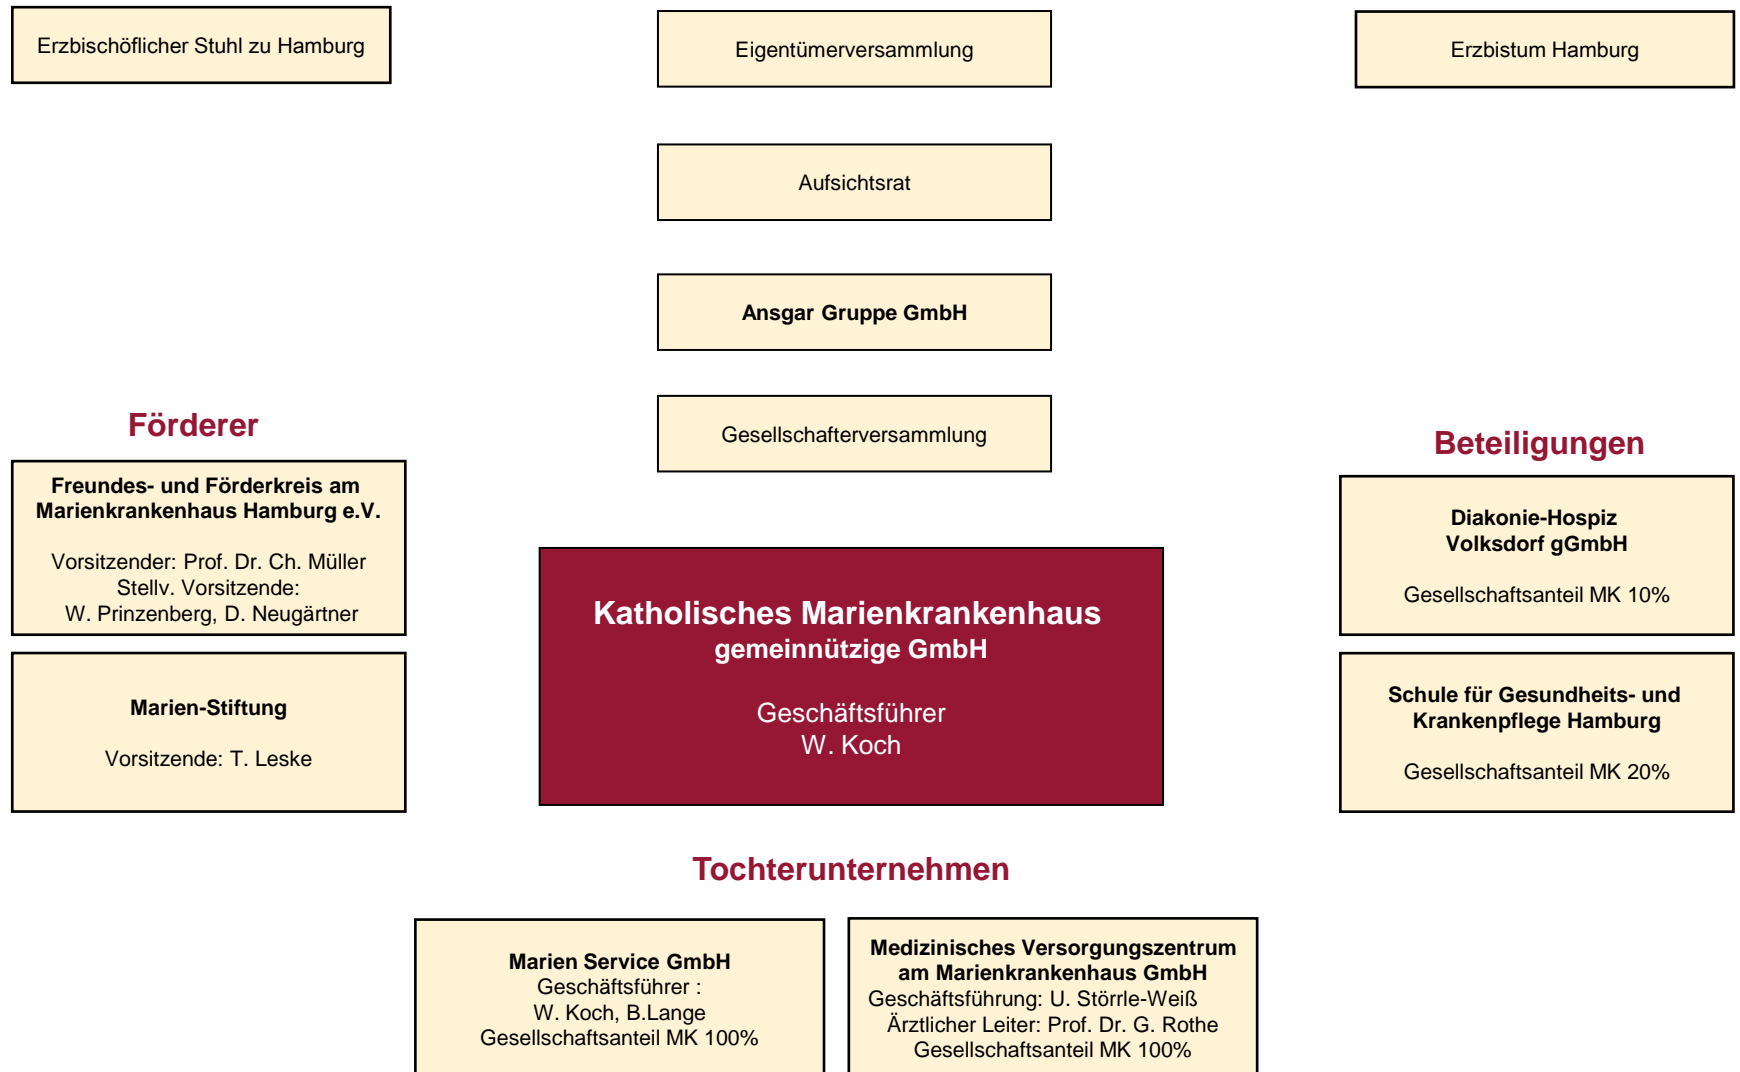 Erzbischöflicher Stuhl zu Hamburg
Eigentümerversammlung
Erzbistum Hamburg
Aufsichtsrat
Ansgar Gruppe GmbH
Gesellschafterversammlung
Förderer
Freundes- und Förderkreis am
Marienkrankenhaus Hamburg e.V.
Vorsitzender: Prof. Dr. Ch. Müller
Stellv. Vorsitzende:
W. Prinzenberg, D. Neugärtner
Marien-Stiftung
Vorsitzende: T. Leske
Katholisches Marienkrankenhaus
gemeinnützige GmbH
Geschäftsführer
W. Koch
Beteiligungen
Diakonie-Hospiz
Volksdorf gGmbH
Gesellschaftsanteil MK 10%
Schule für Gesundheits- und
Krankenpflege Hamburg
Gesellschaftsanteil MK 20%
Tochterunternehmen
Marien Service GmbH
Geschäftsführer :
W. Koch, B.Lange
Gesellschaftsanteil MK 100%
Medizinisches Versorgungszentrum
am Marienkrankenhaus GmbH
Geschäftsführung: U. Störrle-Weiß
Ärztlicher Leiter: Prof. Dr. G. Rothe
Gesellschaftsanteil MK 100%